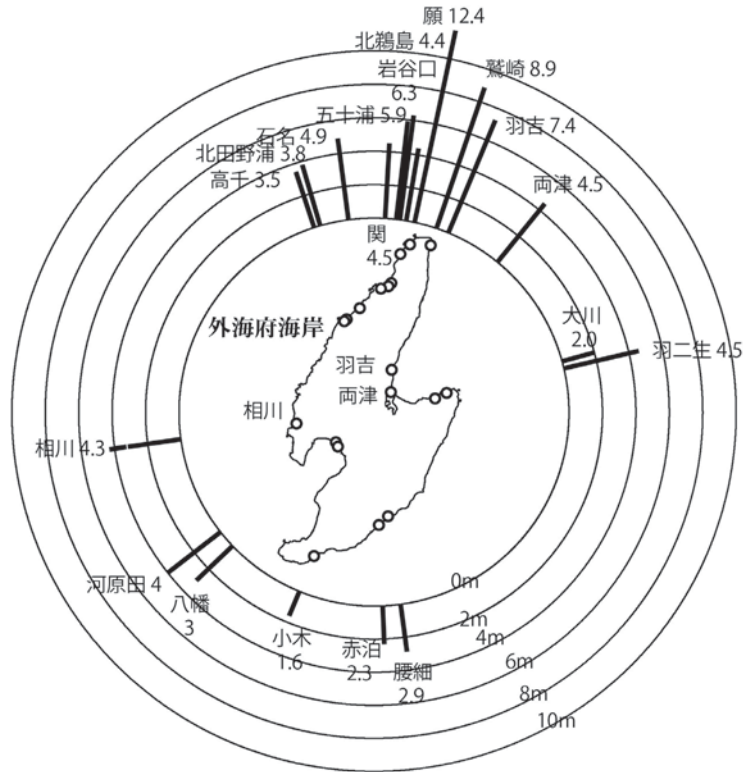 願 12.4
北鵜島 4.4
岩谷口
6.3
鷲崎 8.9
五十浦 5.9
羽吉 7.4
石名 4.9
北田野浦 3.8
高千 3.5
両津 4.5
関
4.5
外海府海岸
大川
2.0
羽二生 4.5
羽吉
両津
相川
相川 4.3
河原田 4
八幡
3
小木
1.6
赤泊
2.3
腰細
2.9
0m
2m
4m
6m
8m
10m